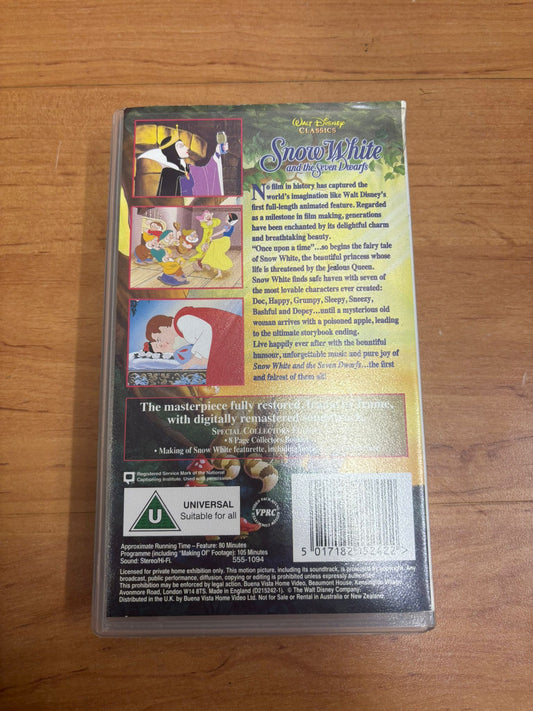 Walt Disney
CLASSICS
Snow White
and the Seven Dwarfs
No film in history has captured the
world's imagination like Walt Disney's
first full-length animated feature. Regarded
as a milestone in film making, generations
have been enchanted by its delightful charm
and breathtaking beauty.
"Once upon a time"...so begins the fairy tale
of Snow White, the beautiful princess whose
life is threatened by the jealous Queen.
Snow White finds safe haven with seven of
the most lovable characters ever created:
Doc, Happy, Grumpy, Sleepy, Sneezy,
Bashful and Dopey...until a mysterious old
woman arrives with a poisoned apple, leading
to the ultimate storybook ending.
Live happily ever after with the bountiful
humour, unforgettable music and pure joy of
Snow White and the Seven Dwarfs...the first
and fairest of them all!
The masterpiece fully restored, frame by frame,
with digitally remastered
SPECIAL COLLECTORS
• 8 Page Collectors
• Making of Snow White featurette, including
Registered Service Mark of the National
Captioning Institute. Used with permission.
U
UNIVERSAL
Suitable for all
VPRC
Approximate Running Time – Feature: 80 Minutes
Programme (including "Making Of" Footage): 105 Minutes
Sound: Stereo/Hi-Fi.
555-1094
5 017182 152422
Licensed for private home exhibition only. This motion picture, including its soundtrack, is protected by copyright. Any
broadcast, public performance, diffusion, copying or editing is prohibited unless expressly authorised.
This prohibition may be enforced by legal action. Buena Vista Home Video, Beaumont House, Kensington Village,
Avonmore Road, London W14 8TS. Made in England (D215242-1). © The Walt Disney Company.
Distributed in the U.K. by Buena Vista Home Video Ltd. Not for Sale or Rental in Australia or New Zealand.